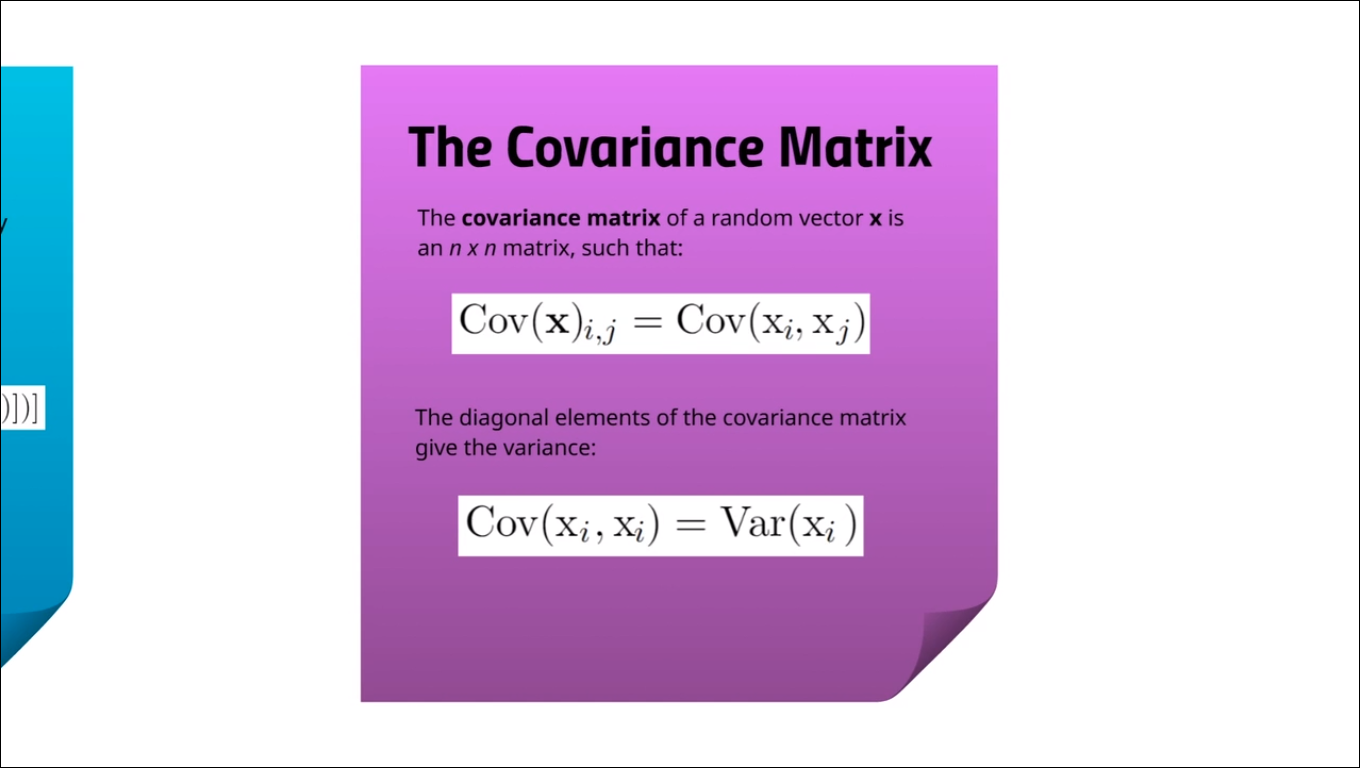 The Covariance Matrix
The covariance matrix of a random vector x is
an n x n matrix, such that:
Cov(x)i,j = Cov(xi, xj)
The diagonal elements of the covariance matrix
give the variance:
Cov(xi, xi) = Var(xi)
)])]